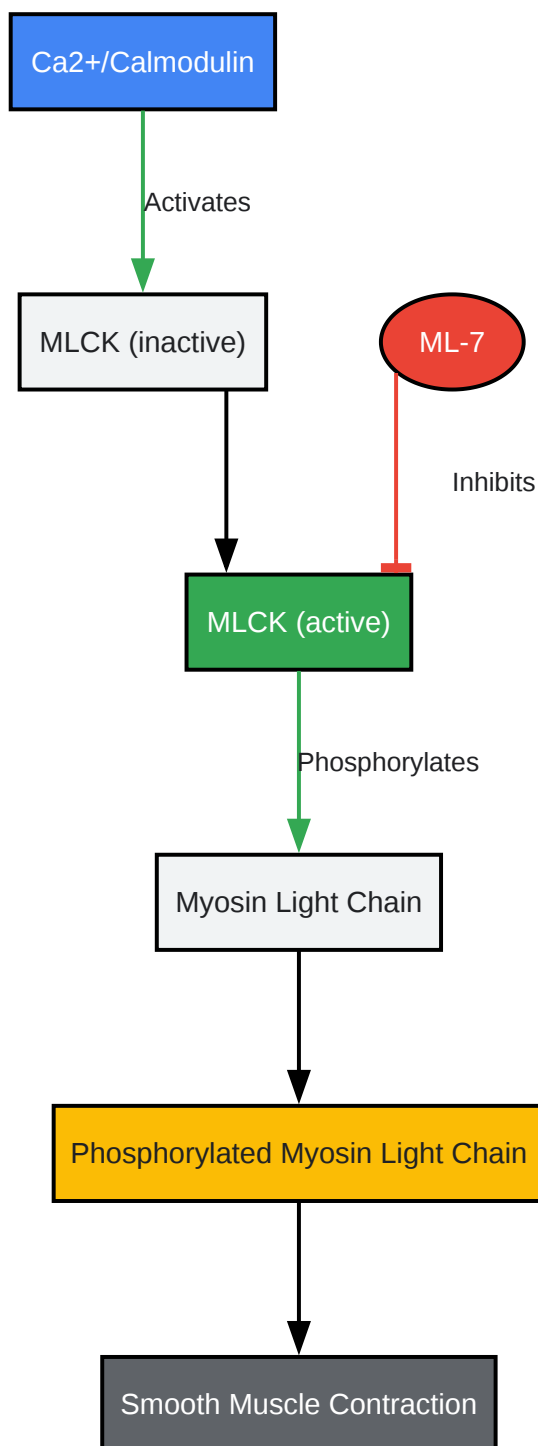 Ca2+/Calmodulin
Activates
MLCK (inactive)
ML-7
Inhibits
MLCK (active)
Phosphorylates
Myosin Light Chain
Phosphorylated Myosin Light Chain
Smooth Muscle Contraction